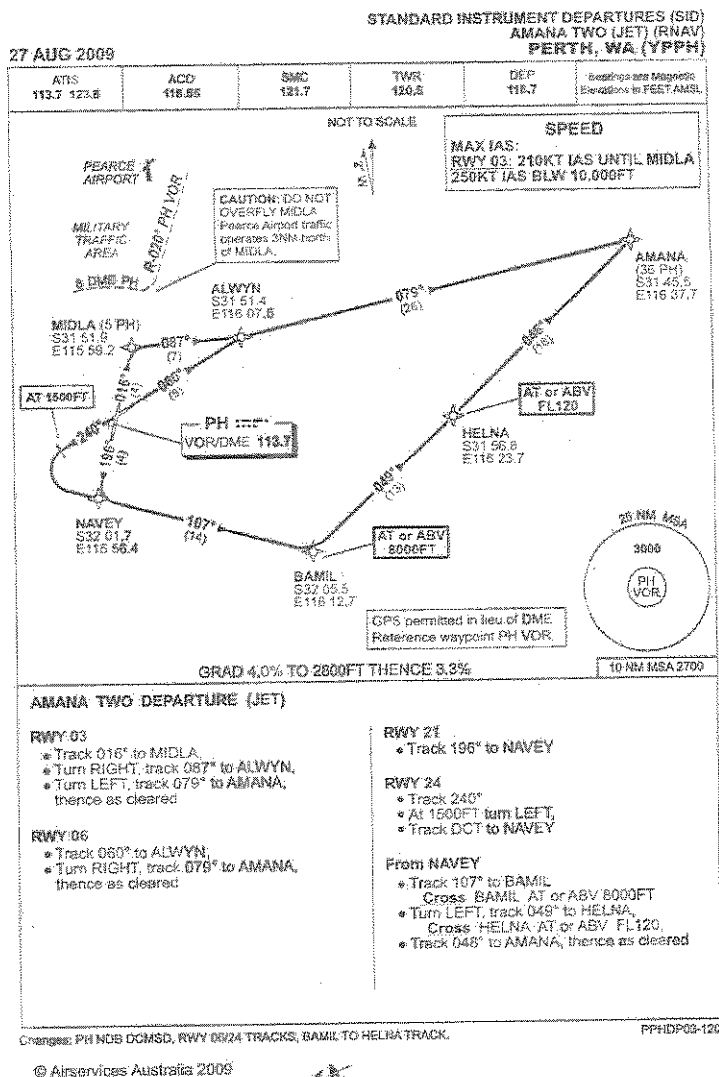 STANDARD INSTRUMENT DEPARTURES (SID)
AMANA TWO (JET) (RNAV)
27 AUG 2009
PERTH, WA (YPPH)
ATIS
113.7 123.8
ACD
118.55
SMC
121.7
TWR
120.5
DEP
118.7
Bearings are Magnetic
Elevations in FEET AMSL
NOT TO SCALE
SPEED
MAX IAS:
RWY 03: 210KT IAS UNTIL MIDLA
250KT IAS BLW 10,000FT
PEARCE
AIRPORT
R-020° PH VOR
MILITARY
TRAFFIC
AREA
8 DME PH
CAUTION: DO NOT
OVERFLY MIDLA
Pearce Airport traffic
operates 3NM north
of MIDLA.
AMANA
(36 PH)
S31 45.5
E116 37.7
ALWYN
S31 51.4
E116 07.8
079°
(26)
MIDLA (5 PH)
S31 51.9
E115 59.2
087°
(7)
016°
(4)
060°
(9)
048°
(16)
AT 1500FT
240°
196°
(4)
PH
VOR/DME 113.7
AT or ABV
FL120
HELNA
S31 56.8
E116 23.7
049°
(13)
NAVEY
S32 01.7
E115 56.4
107°
(14)
AT or ABV
8000FT
BAMIL
S32 05.5
E116 12.7
25 NM MSA
3000
PH
VOR
GPS permitted in lieu of DME
Reference waypoint PH VOR.
GRAD 4.0% TO 2800FT THENCE 3.3%
10 NM MSA 2700
AMANA TWO DEPARTURE (JET)
RWY 03
• Track 016° to MIDLA,
• Turn RIGHT, track 087° to ALWYN,
• Turn LEFT, track 079° to AMANA,
thence as cleared
RWY 06
• Track 060° to ALWYN,
• Turn RIGHT, track 079° to AMANA,
thence as cleared
RWY 21
• Track 196° to NAVEY
RWY 24
• Track 240°
• At 1500FT turn LEFT,
• Track DCT to NAVEY
From NAVEY
• Track 107° to BAMIL
Cross BAMIL AT or ABV 8000FT
• Turn LEFT, track 049° to HELNA,
Cross HELNA AT or ABV FL120,
• Track 048° to AMANA, thence as cleared
Changes: PH NDB DCMSD, RWY 06/24 TRACKS, BAMIL TO HELNA TRACK.
PPHDP03-120
© Airservices Australia 2009